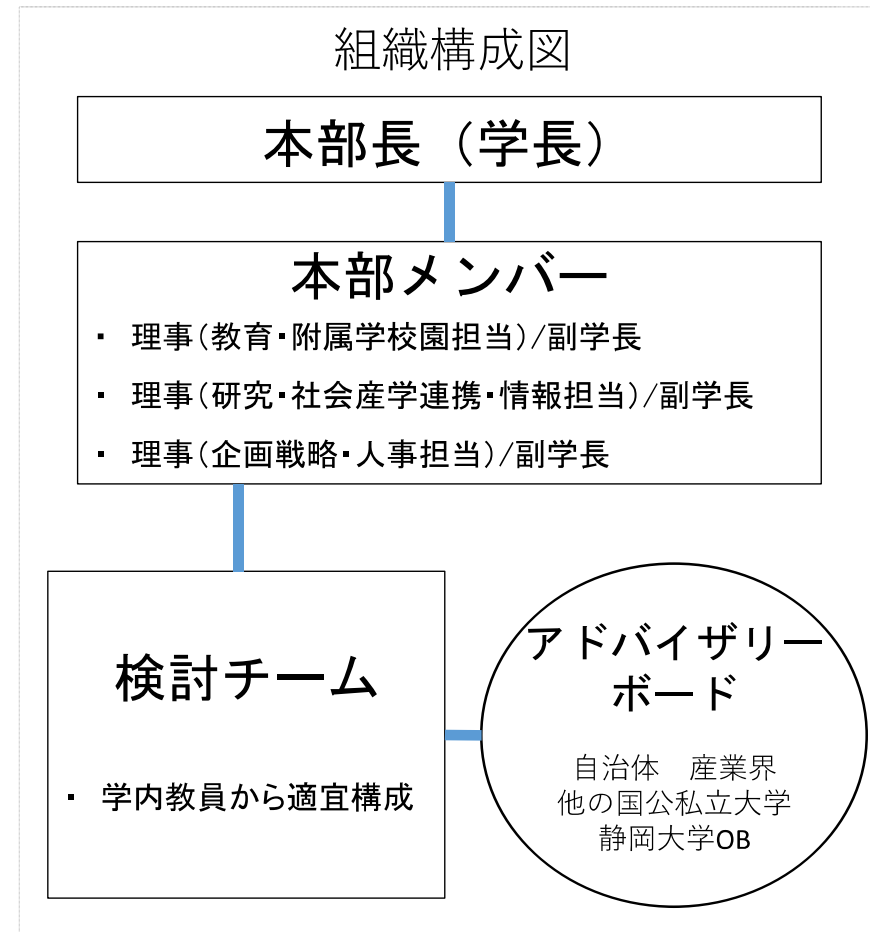 組織構成図
本部長（学長）
本部メンバー
・ 理事(教育・附属学校園担当)/副学長
・ 理事(研究・社会産学連携・情報担当)/副学長
・ 理事(企画戦略・人事担当)/副学長
検討チーム
・ 学内教員から適宜構成
アドバイザリー
ボード
自治体　産業界
他の国公私立大学
静岡大学OB